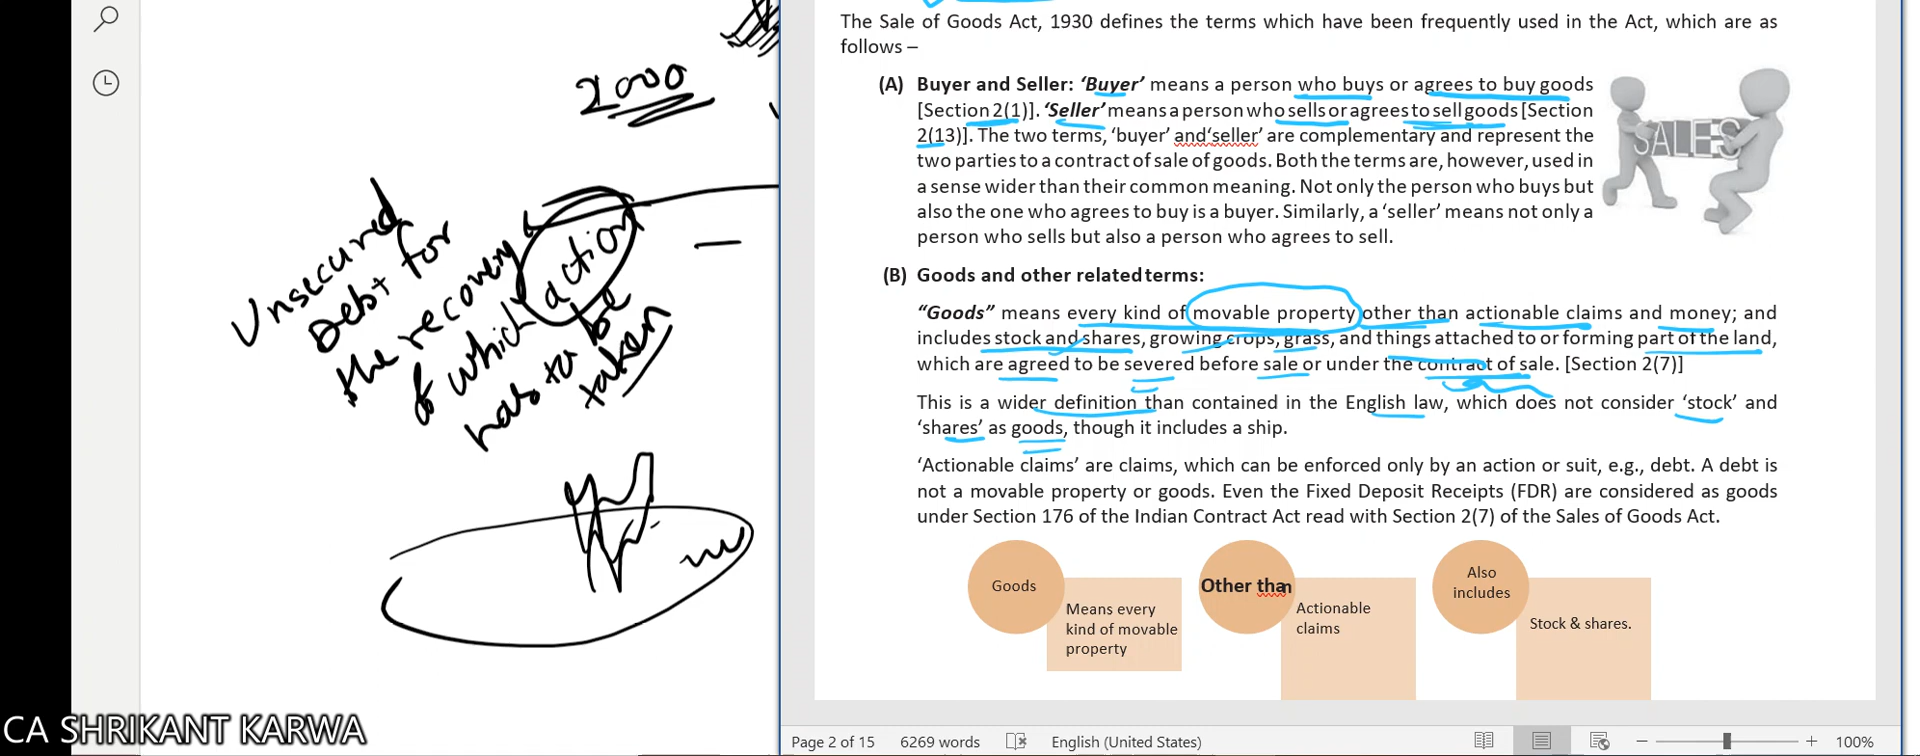 2000
Unsecured
Debt for
the recovery
of which action
has to be
taken
CA SHRIKANT KARWA
The Sale of Goods Act, 1930 defines the terms which have been frequently used in the Act, which are as
follows –
(A) Buyer and Seller: ‘Buyer’ means a person who buys or agrees to buy goods
[Section 2(1)]. ‘Seller’ means a person who sells or agrees to sell goods [Section
2(13)]. The two terms, ‘buyer’ and‘seller’ are complementary and represent the
two parties to a contract of sale of goods. Both the terms are, however, used in
a sense wider than their common meaning. Not only the person who buys but
also the one who agrees to buy is a buyer. Similarly, a ‘seller’ means not only a
person who sells but also a person who agrees to sell.
SALES
(B) Goods and other related terms:
“Goods” means every kind of movable property other than actionable claims and money; and
includes stock and shares, growing crops, grass, and things attached to or forming part of the land,
which are agreed to be severed before sale or under the contract of sale. [Section 2(7)]
This is a wider definition than contained in the English law, which does not consider ‘stock’ and
‘shares’ as goods, though it includes a ship.
‘Actionable claims’ are claims, which can be enforced only by an action or suit, e.g., debt. A debt is
not a movable property or goods. Even the Fixed Deposit Receipts (FDR) are considered as goods
under Section 176 of the Indian Contract Act read with Section 2(7) of the Sales of Goods Act.
Goods
Means every
kind of movable
property
Other than
Actionable
claims
Also
includes
Stock & shares.
Page 2 of 15 6269 words English (United States) 100%